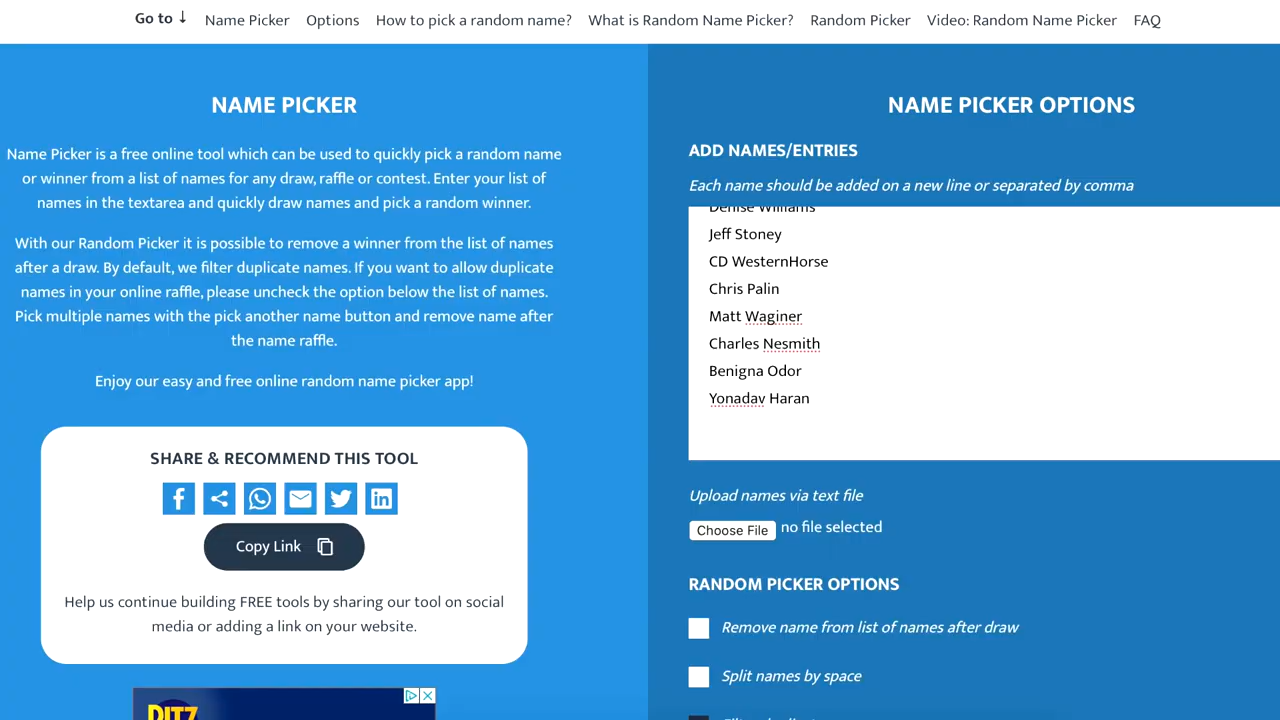 Go to ↓ Name Picker Options How to pick a random name? What is Random Name Picker? Random Picker Video: Random Name Picker FAQ
NAME PICKER
Name Picker is a free online tool which can be used to quickly pick a random name
or winner from a list of names for any draw, raffle or contest. Enter your list of
names in the textarea and quickly draw names and pick a random winner.
With our Random Picker it is possible to remove a winner from the list of names
after a draw. By default, we filter duplicate names. If you want to allow duplicate
names in your online raffle, please uncheck the option below the list of names.
Pick multiple names with the pick another name button and remove name after
the name raffle.
Enjoy our easy and free online random name picker app!
SHARE & RECOMMEND THIS TOOL
Copy Link
Help us continue building FREE tools by sharing our tool on social
media or adding a link on your website.
RITZ
NAME PICKER OPTIONS
ADD NAMES/ENTRIES
Each name should be added on a new line or separated by comma
Denise Williams
Jeff Stoney
CD WesternHorse
Chris Palin
Matt Waginer
Charles Nesmith
Benigna Odor
Yonadav Haran
Upload names via text file
Choose File no file selected
RANDOM PICKER OPTIONS
Remove name from list of names after draw
Split names by space